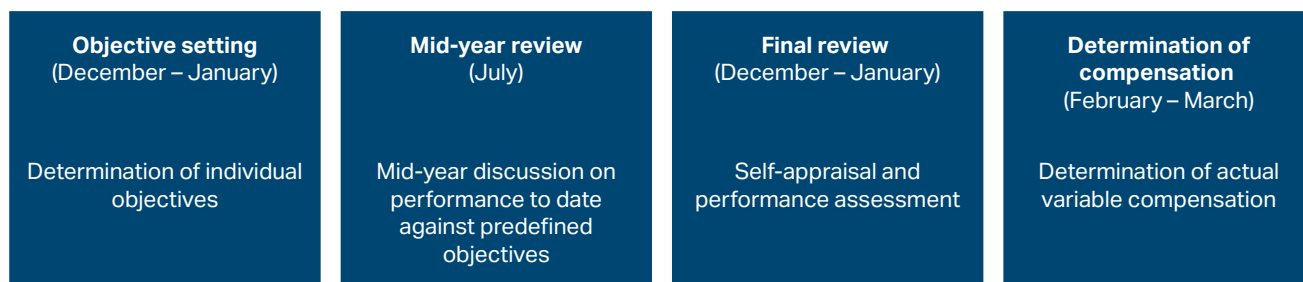 Objective setting
(December – January)
Determination of individual
objectives
Mid-year review
(July)
Mid-year discussion on
performance to date
against predefined
objectives
Final review
(December – January)
Self-appraisal and
performance assessment
Determination of
compensation
(February – March)
Determination of actual
variable compensation